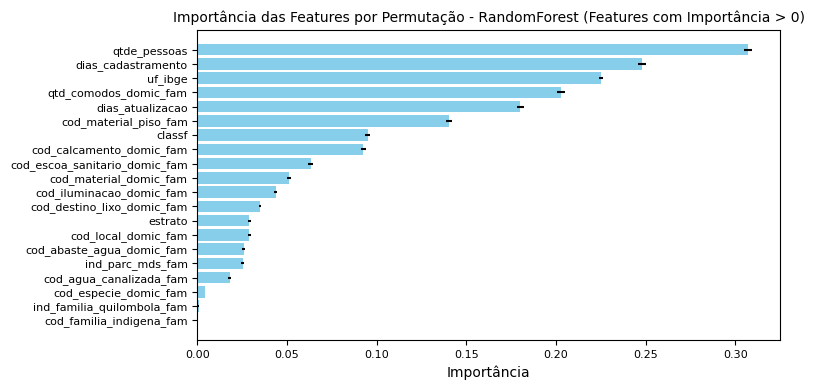 Importância das Features por Permutação - RandomForest (Features com Importância > 0)
qtde_pessoas
dias_cadastramento
uf_ibge
qtd_comodos_domic_fam
dias_atualizacao
cod_material_piso_fam
classf
cod_calcamento_domic_fam
cod_escoa_sanitario_domic_fam
cod_material_domic_fam
cod_iluminacao_domic_fam
cod_destino_lixo_domic_fam
estrato
cod_local_domic_fam
cod_abaste_agua_domic_fam
ind_parc_mds_fam
cod_agua_canalizada_fam
cod_especie_domic_fam
ind_familia_quilombola_fam
cod_familia_indigena_fam
0.00 0.05 0.10 0.15 0.20 0.25 0.30
Importância